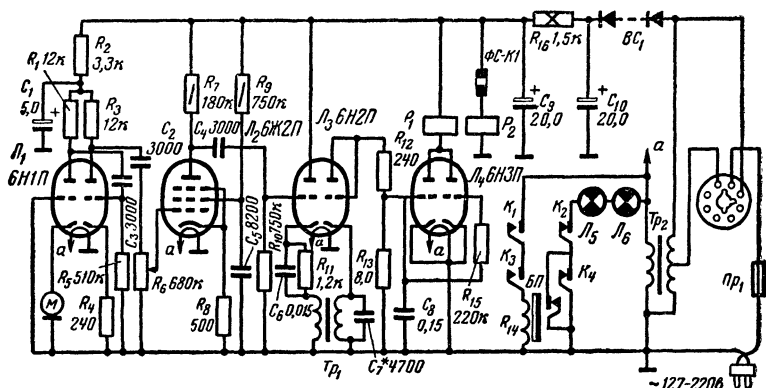 R₁ 12к
R₂
3,3к
C₁
5,0
+
R₃
12к
Л₁
6Н1П
C₂
3000
C₃ 3000
R₅ 510к
R₄
240
М
а
R₆ 680к
R₇
180к
R₉
750к
C₄ 3000
Л₂ 6Ж2П
а
R₈
500
C₅ 8200
R₁₀ 750к
Л₃ 6Н2П
а
C₆ 0,015
R₁₁
1,2к
Тр₁
C₇* 4700
R₁₂
240
R₁₃
8,0
Л₄ 6Н3П
а
C₈
0,15
R₁₅
220к
P₁
ФС-К1
P₂
R₁₆ 1,5к
ВС₁
+
C₉
20,0
+
C₁₀
20,0
К₁
К₂
К₃
К₄
БП
R₁₄
Л₅
Л₆
а
Тр₂
Пр₁
~127-220в